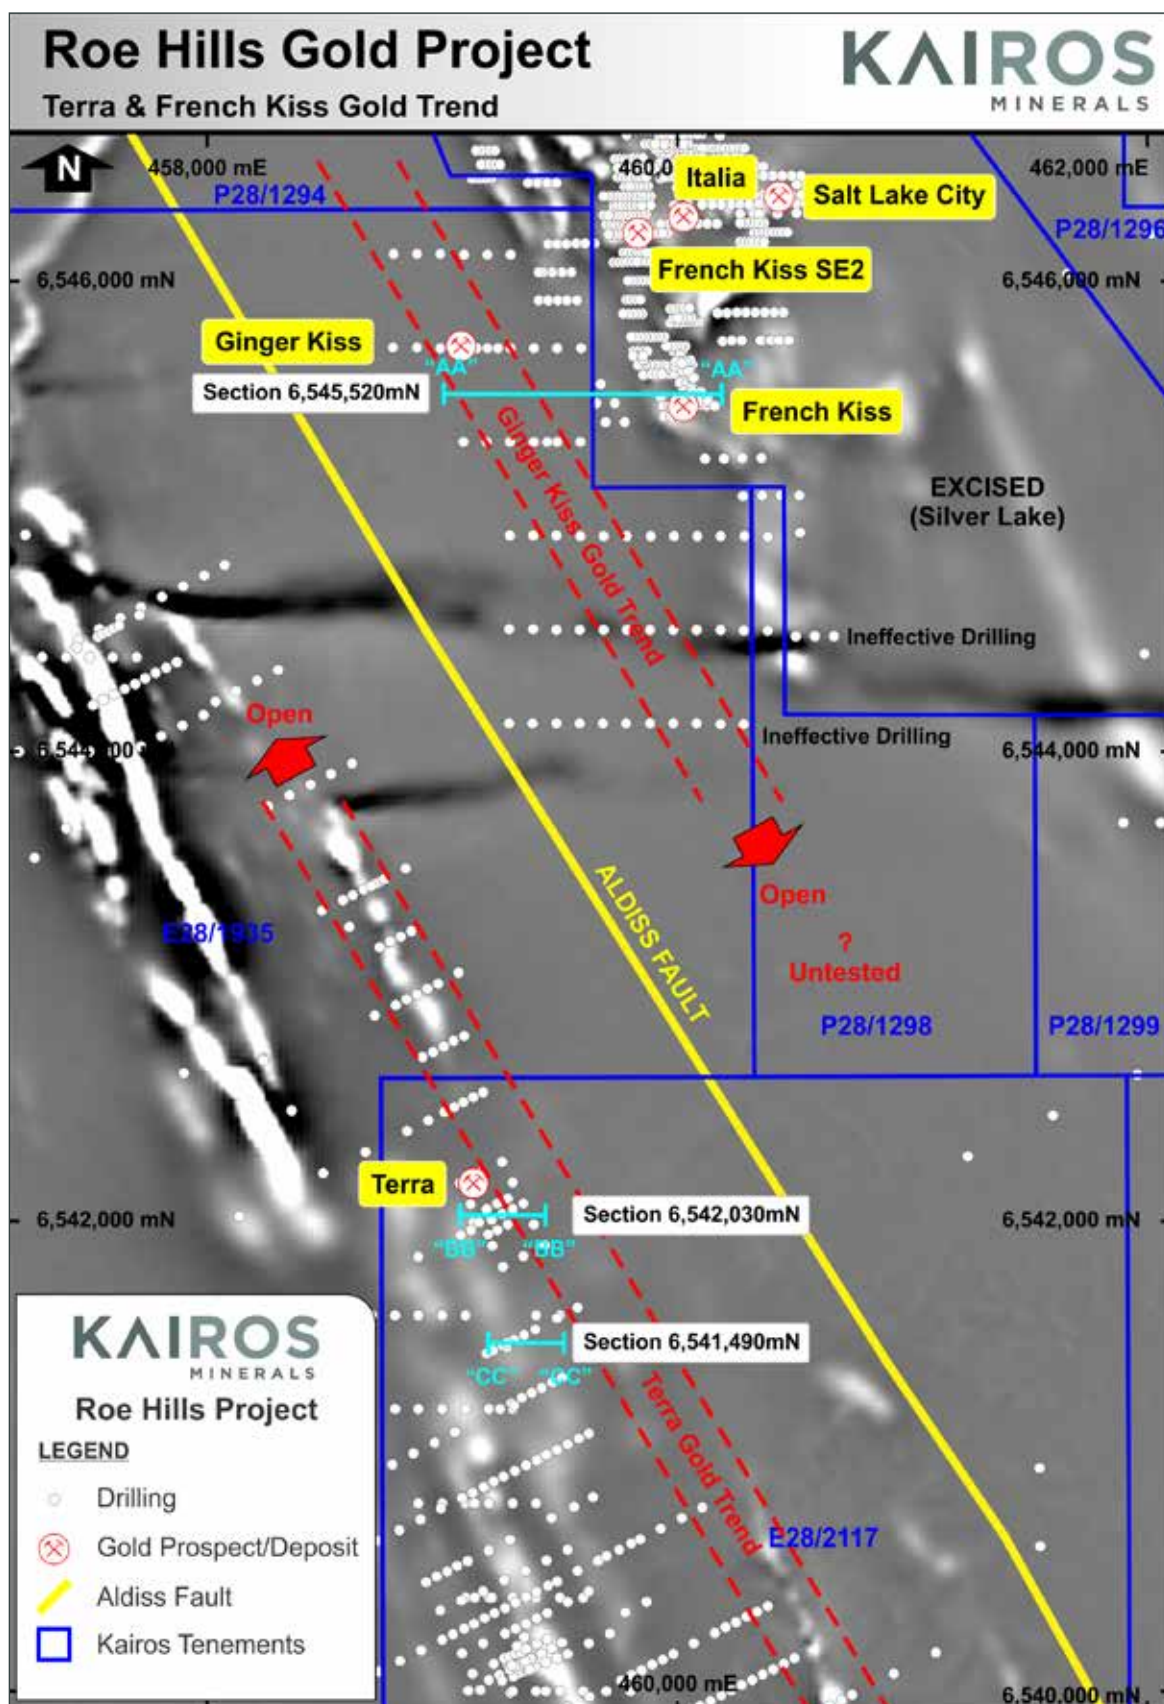 Roe Hills Gold Project
Terra & French Kiss Gold Trend
KAIROS
MINERALS
N
458,000 mE
460,0
462,000 mE
P28/1294
Italia
Salt Lake City
P28/1296
French Kiss SE2
6,546,000 mN
6,546,000 mN
Ginger Kiss
"AA"
"AA"
Section 6,545,520mN
French Kiss
Ginger Kiss Gold Trend
EXCISED
(Silver Lake)
Ineffective Drilling
Open
Ineffective Drilling
6,544,000 mN
6,544,000 mN
ALDISS FAULT
Open
E28/1935
?
Untested
P28/1298
P28/1299
Terra
6,542,000 mN
Section 6,542,030mN
6,542,000 mN
"BB"
"BB"
Section 6,541,490mN
"CC"
"CC"
Terra Gold Trend
E28/2117
460,000 mE
6,540,000 mN
KAIROS
MINERALS
Roe Hills Project
LEGEND
Drilling
Gold Prospect/Deposit
Aldiss Fault
Kairos Tenements